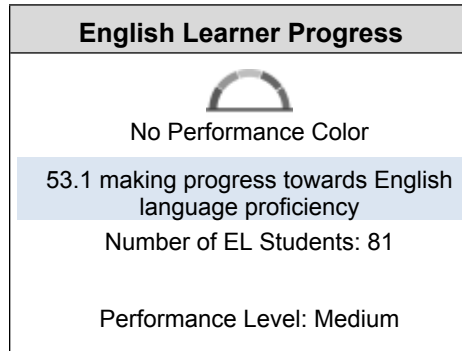 English Learner Progress
No Performance Color
53.1 making progress towards English
language proficiency
Number of EL Students: 81
Performance Level: Medium